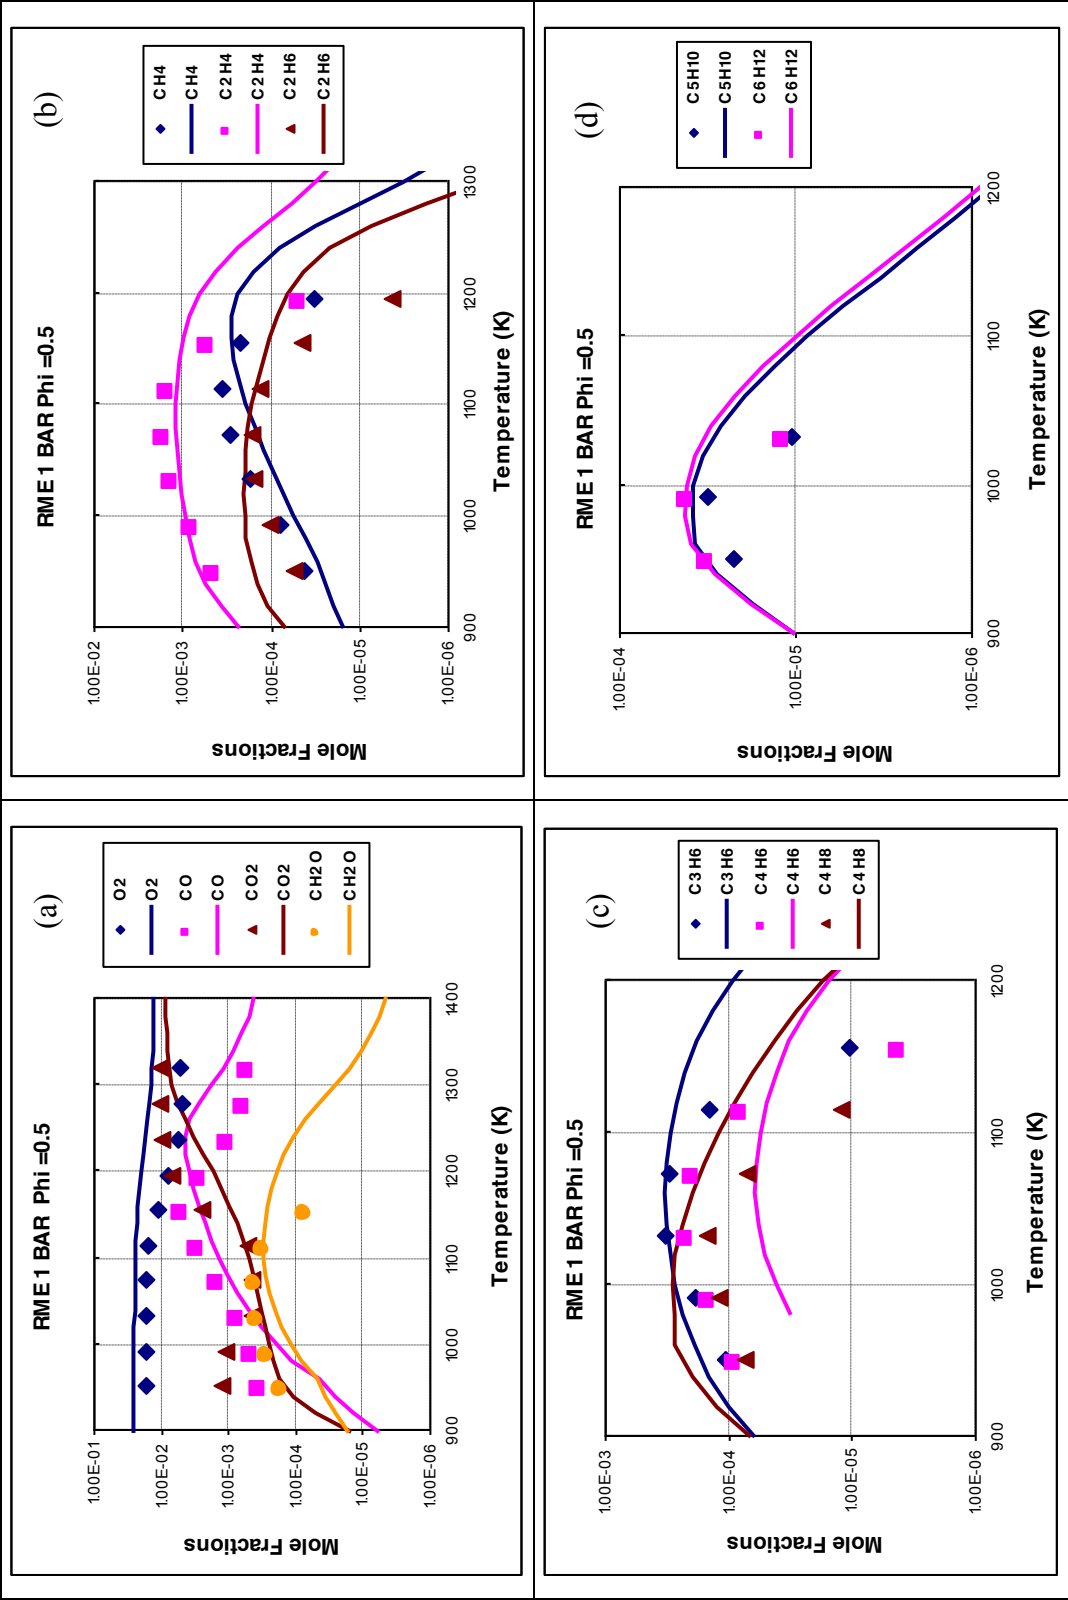 (a)
RME 1 BAR Phi =0.5
O2
O2
CO
CO
CO2
CO2
CH2O
CH2O
Mole Fractions
1.00E-01
1.00E-02
1.00E-03
1.00E-04
1.00E-05
1.00E-06
900
1000
1100
1200
1300
1400
Temperature (K)
(b)
RME 1 BAR Phi =0.5
CH4
CH4
C2H4
C2H4
C2H6
C2H6
Mole Fractions
1.00E-02
1.00E-03
1.00E-04
1.00E-05
1.00E-06
900
1000
1100
1200
1300
Temperature (K)
(c)
RME 1 BAR Phi =0.5
C3H6
C3H6
C4H6
C4H6
C4H8
C4H8
Mole Fractions
1.00E-03
1.00E-04
1.00E-05
1.00E-06
900
1000
1100
1200
Temperature (K)
(d)
RME 1 BAR Phi =0.5
C5H10
C5H10
C6H12
C6H12
Mole Fractions
1.00E-04
1.00E-05
1.00E-06
900
1000
1100
1200
Temperature (K)